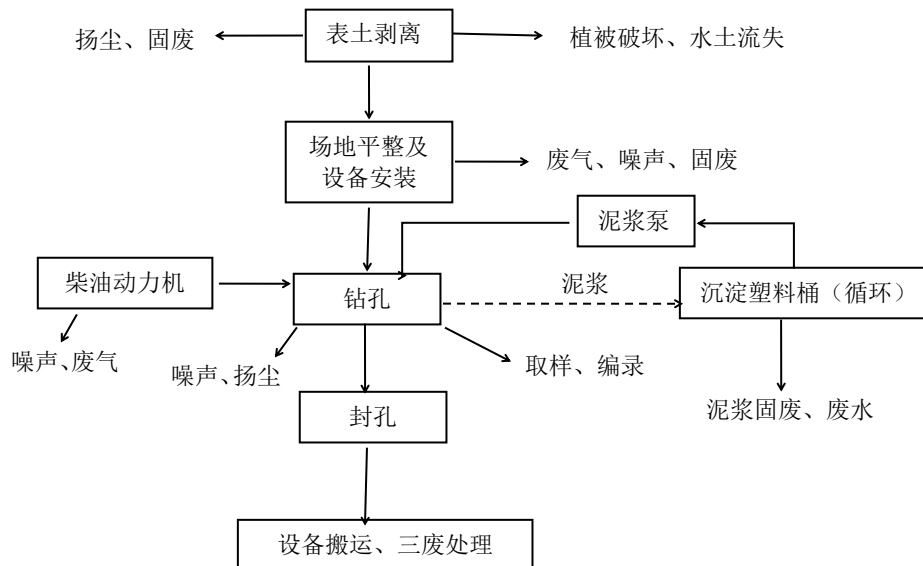 扬尘、固废
表土剥离
植被破坏、水土流失
场地平整及
设备安装
废气、噪声、固废
泥浆泵
柴油动力机
钻孔
泥浆
沉淀塑料桶（循环）
噪声、废气
噪声、扬尘
取样、编录
泥浆固废、废水
封孔
设备搬运、三废处理